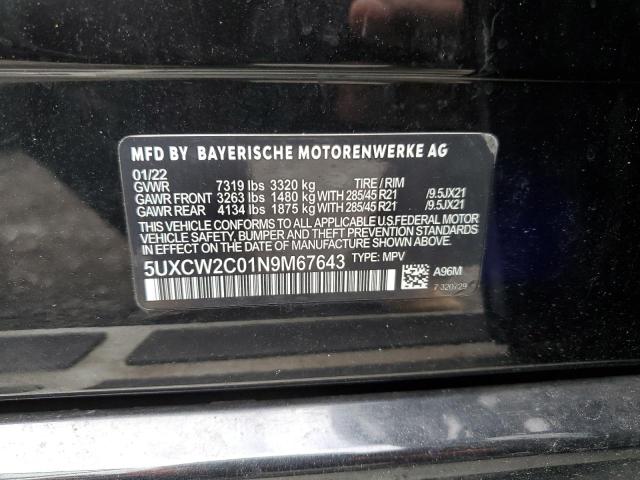 MFD BY BAYERISCHE MOTORENWERKE AG
01/22
GVWR 7319 lbs 3320 kg TIRE / RIM
GAWR FRONT 3263 lbs 1480 kg WITH 285/45 R21 /9.5JX21
GAWR REAR 4134 lbs 1875 kg WITH 285/45 R21 /9.5JX21
THIS VEHICLE CONFORMS TO ALL APPLICABLE U.S.FEDERAL MOTOR
VEHICLE SAFETY, BUMPER, AND THEFT PREVENTION STANDARDS
IN EFFECT ON THE DATE OF MANUFACTURE SHOWN ABOVE.
5UXCW2C01N9M67643 TYPE: MPV
A96M
7 320729